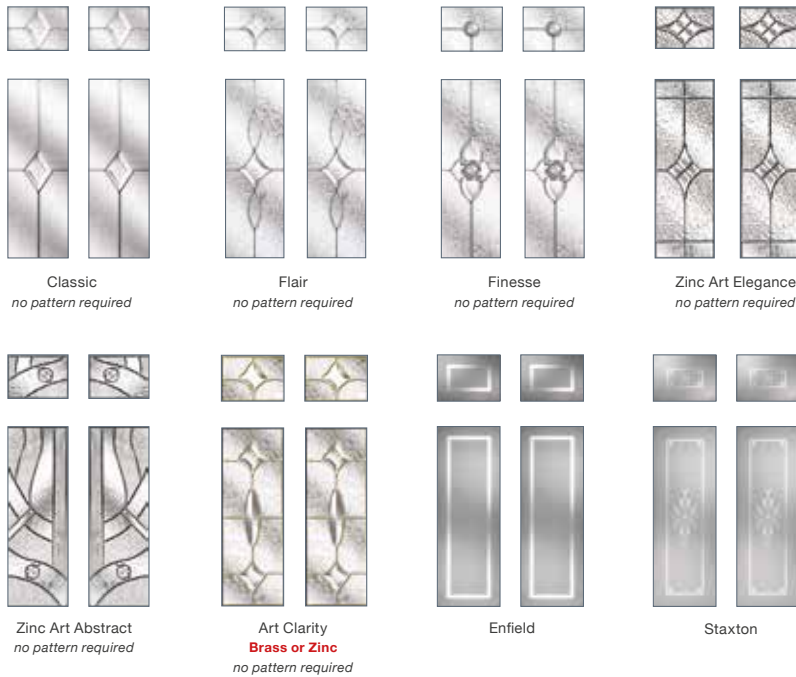 Classic
no pattern required
Flair
no pattern required
Finesse
no pattern required
Zinc Art Elegance
no pattern required
Zinc Art Abstract
no pattern required
Art Clarity
Brass or Zinc
no pattern required
Enfield
Staxton